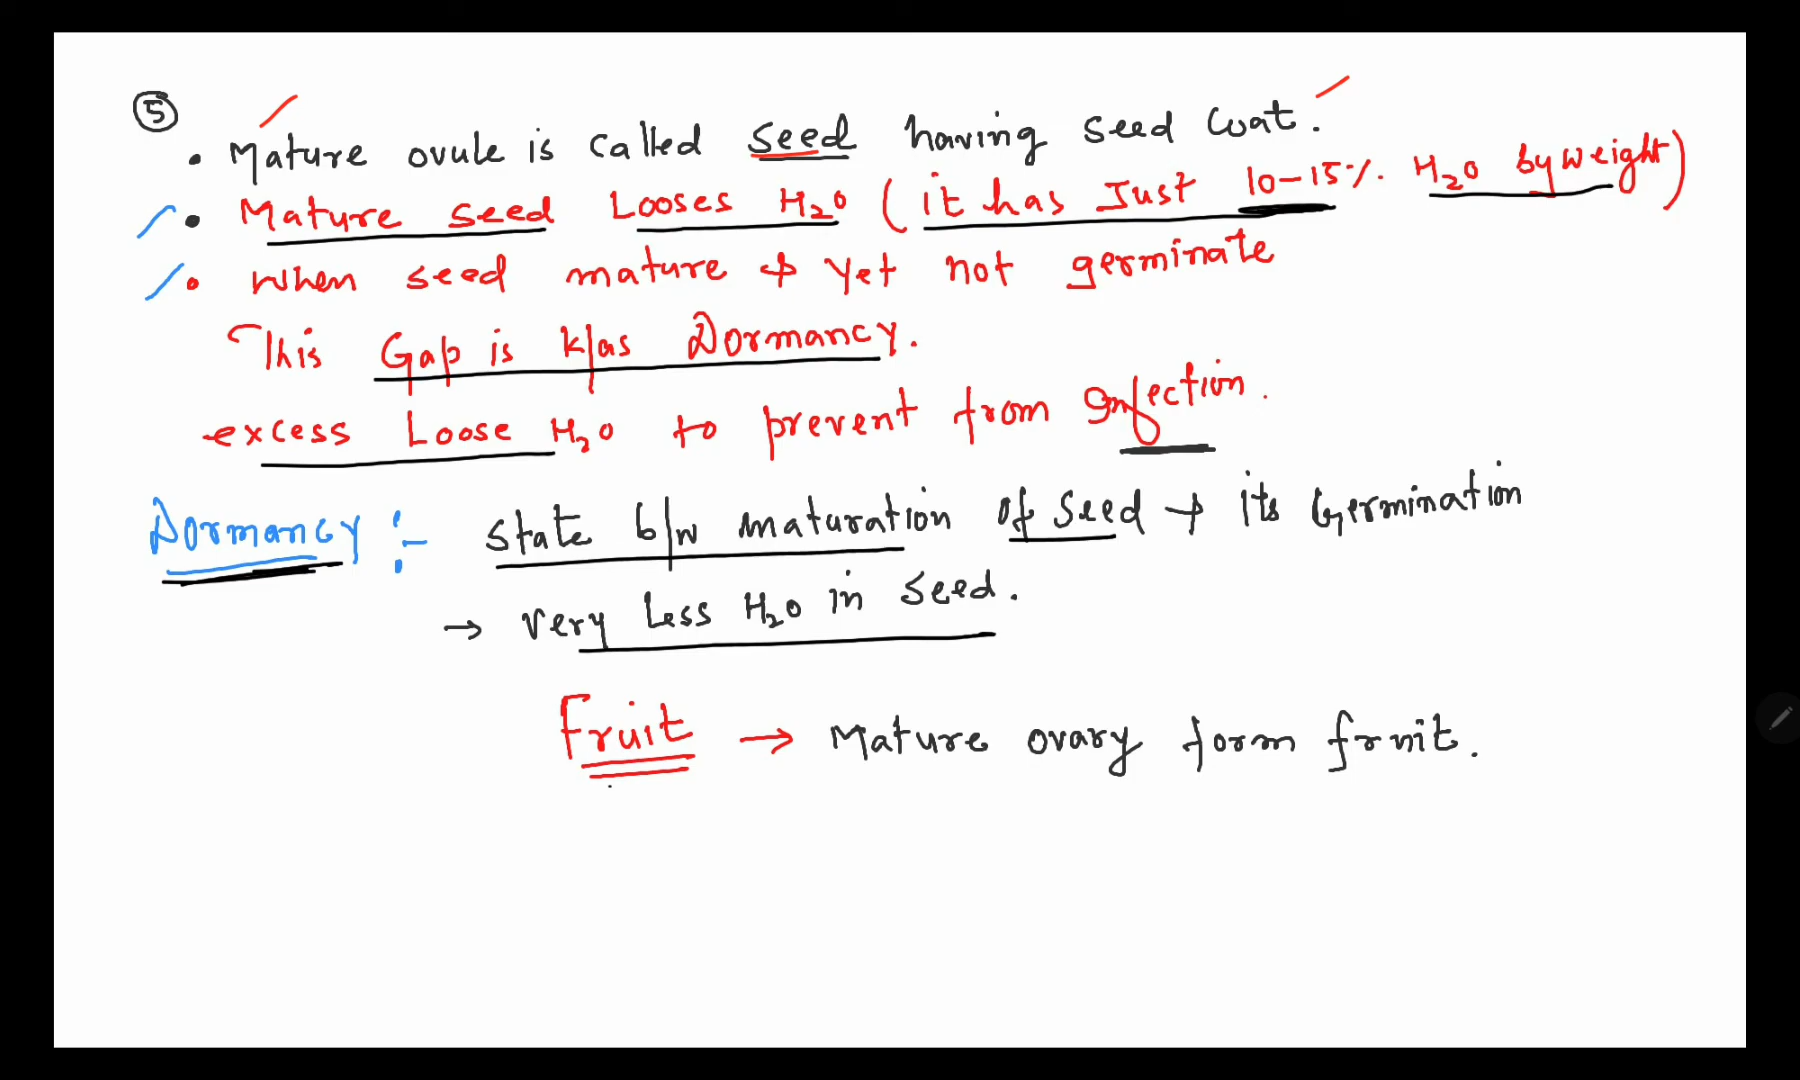 ⑤
• Mature ovule is called seed having seed coat.
• Mature seed Looses H₂O (it has Just 10-15% H₂O by weight)
• When seed mature & yet not germinate
This Gap is k/as Dormancy.
excess Loose H₂O to prevent from Infection.
Dormancy :- State b/w maturation of seed & its Germination
→ very Less H₂O in seed.
Fruit → Mature ovary form fruit.